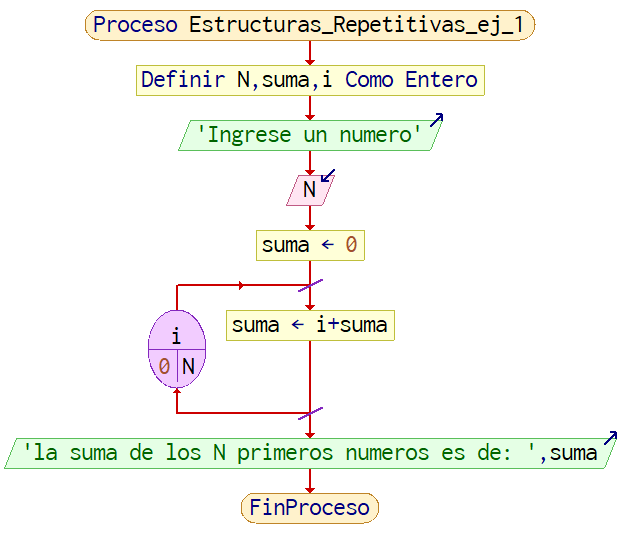 Proceso Estructuras_Repetitivas_ej_1
Definir N,suma,i Como Entero
'Ingrese un numero'
N
suma ← 0
suma ← i+suma
i
0 N
'la suma de los N primeros numeros es de: ',suma
FinProceso